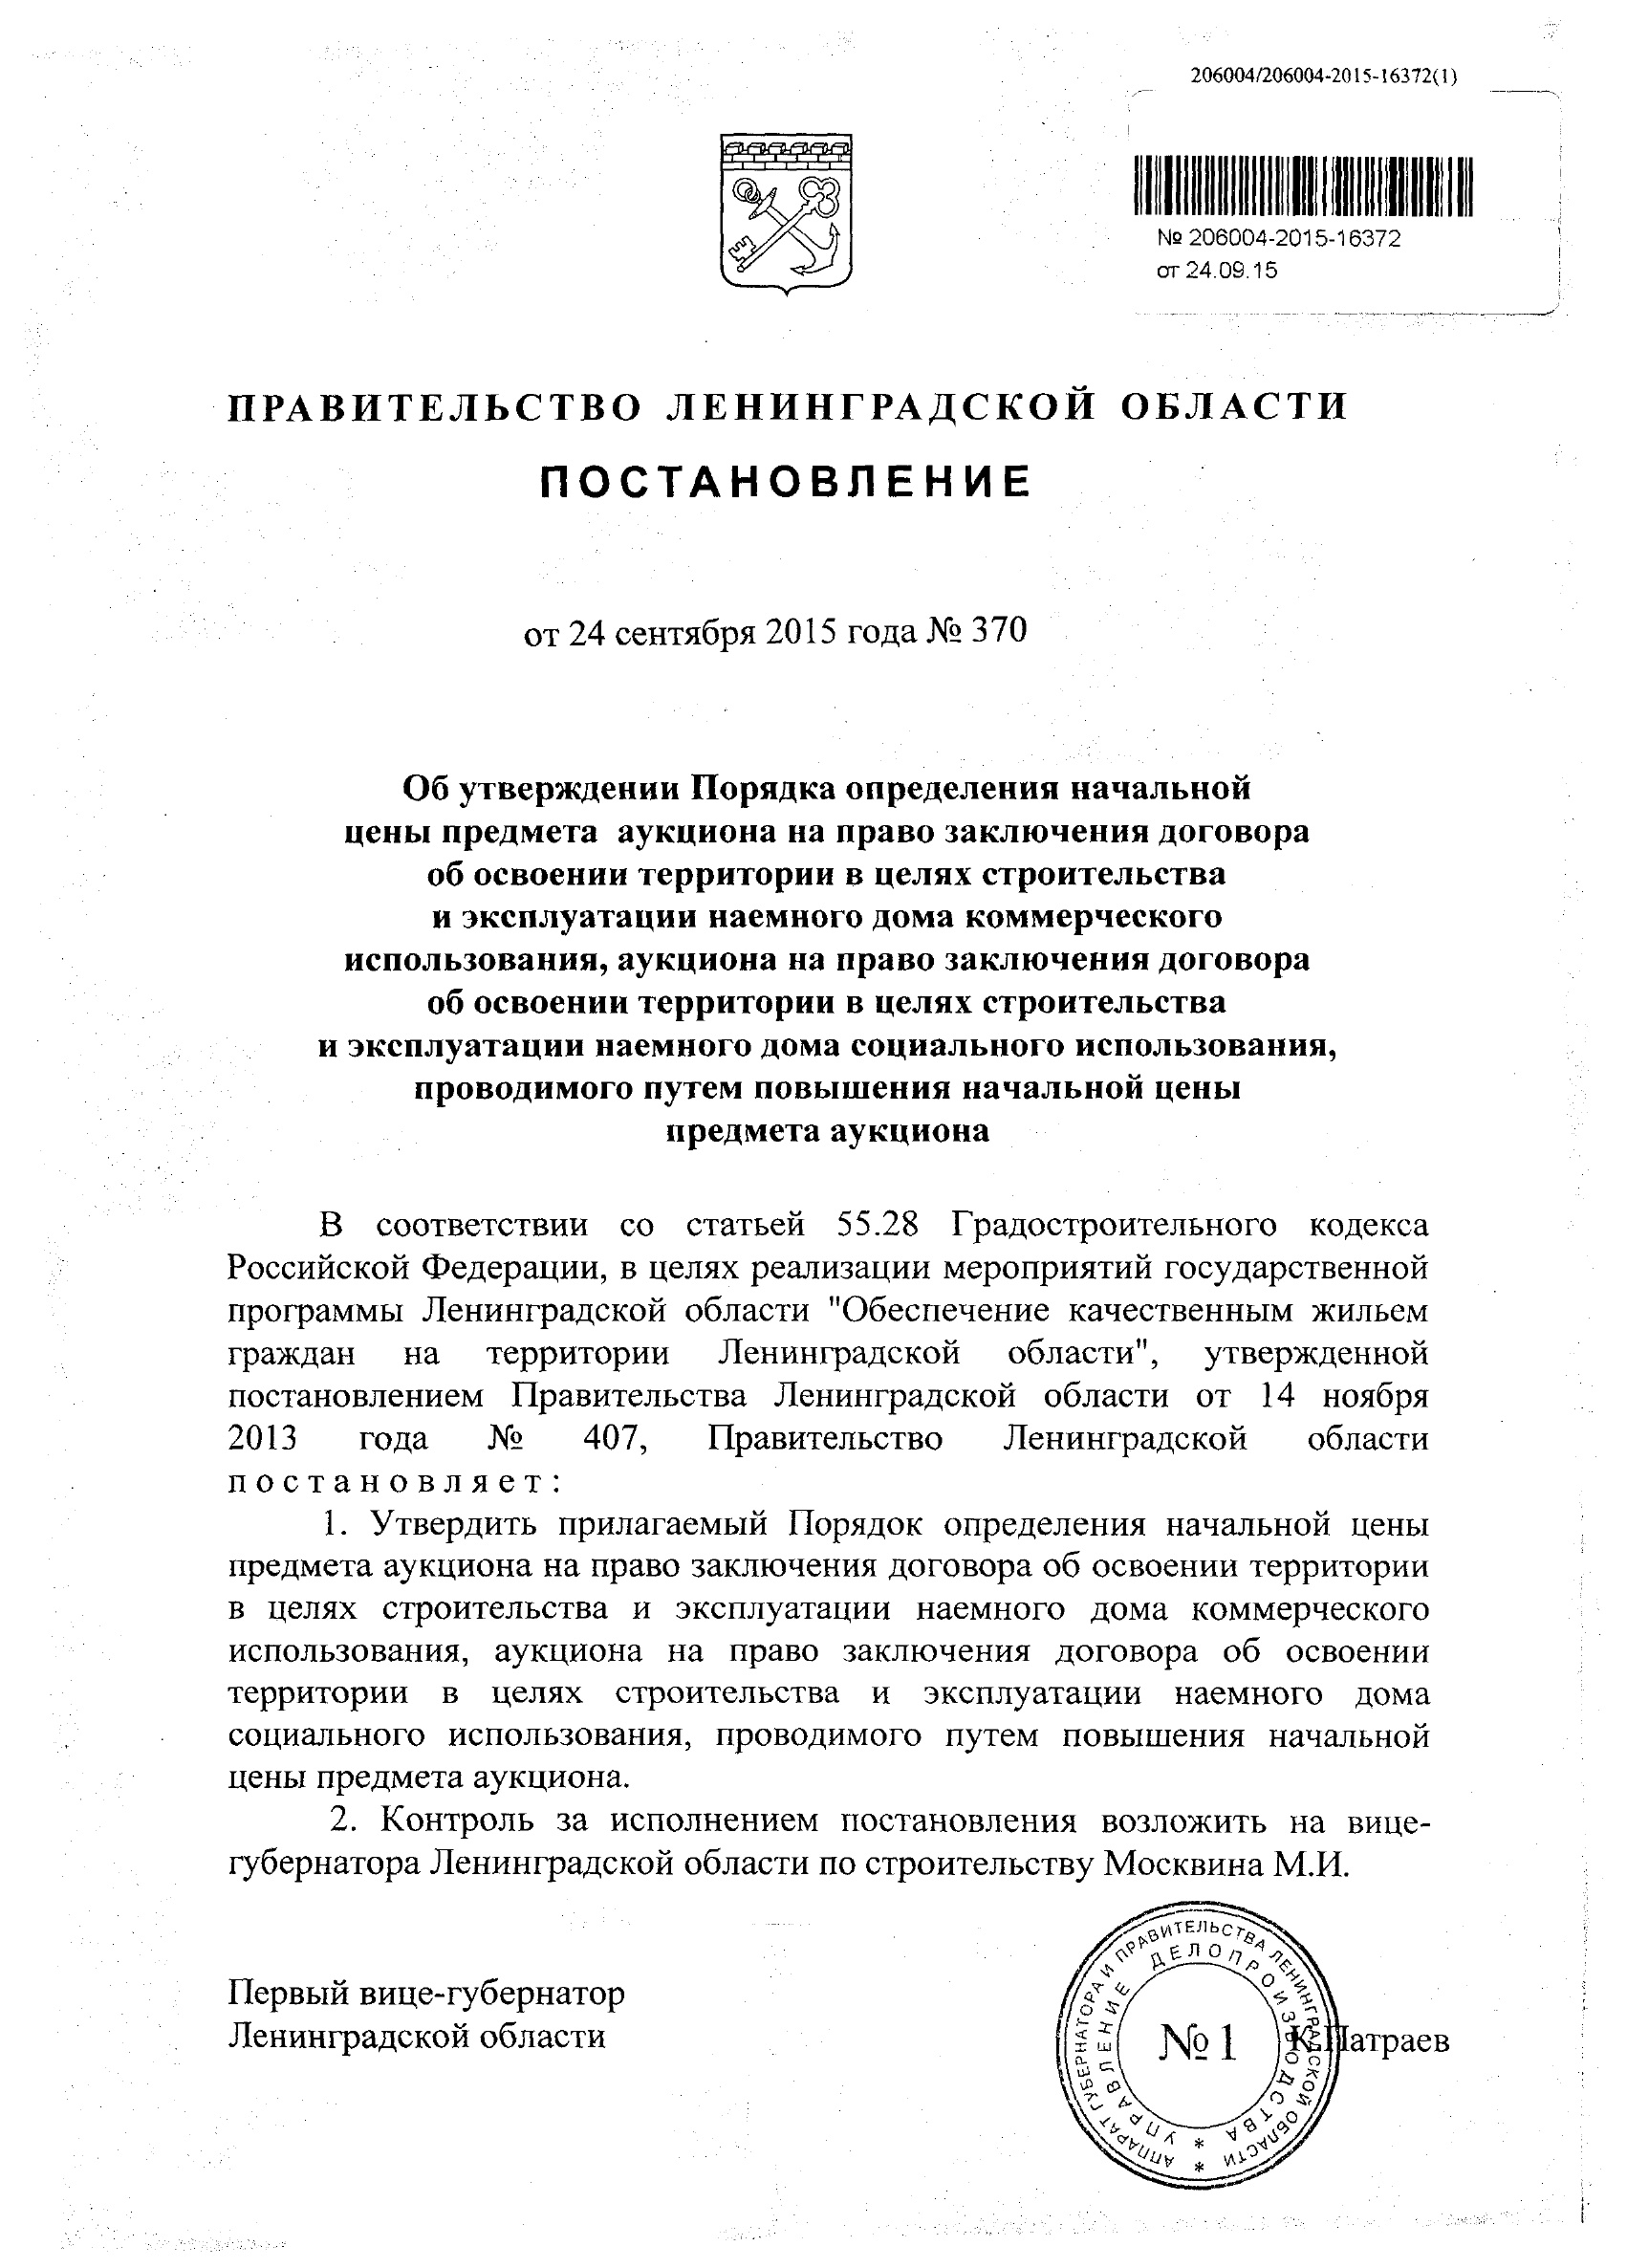 206004/206004-2015-16372(1)
№ 206004-2015-16372
от 24.09.15
ПРАВИТЕЛЬСТВО ЛЕНИНГРАДСКОЙ ОБЛАСТИ
ПОСТАНОВЛЕНИЕ
от 24 сентября 2015 года № 370
Об утверждении Порядка определения начальной
цены предмета аукциона на право заключения договора
об освоении территории в целях строительства
и эксплуатации наемного дома коммерческого
использования, аукциона на право заключения договора
об освоении территории в целях строительства
и эксплуатации наемного дома социального использования,
проводимого путем повышения начальной цены
предмета аукциона
В соответствии со статьей 55.28 Градостроительного кодекса
Российской Федерации, в целях реализации мероприятий государственной
программы Ленинградской области "Обеспечение качественным жильем
граждан на территории Ленинградской области", утвержденной
постановлением Правительства Ленинградской области от 14 ноября
2013 года № 407, Правительство Ленинградской области
постановляет:
1. Утвердить прилагаемый Порядок определения начальной цены
предмета аукциона на право заключения договора об освоении территории
в целях строительства и эксплуатации наемного дома коммерческого
использования, аукциона на право заключения договора об освоении
территории в целях строительства и эксплуатации наемного дома
социального использования, проводимого путем повышения начальной
цены предмета аукциона.
2. Контроль за исполнением постановления возложить на вице-
губернатора Ленинградской области по строительству Москвина М.И.
Первый вице-губернатор
Ленинградской области
К.Патраев
АППАРАТ ГУБЕРНАТОРА И ПРАВИТЕЛЬСТВА ЛЕНИНГРАДСКОЙ ОБЛАСТИ *
УПРАВЛЕНИЕ ДЕЛОПРОИЗВОДСТВА *
№1